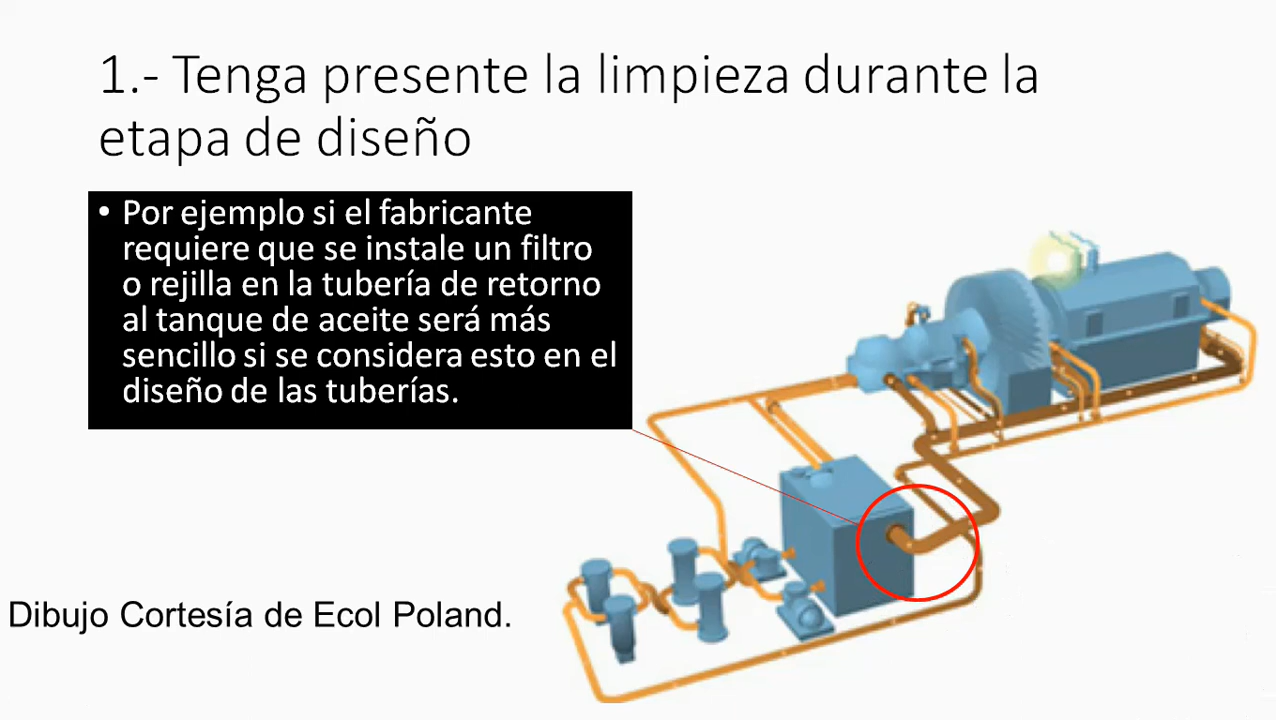 1.- Tenga presente la limpieza durante la
etapa de diseño
• Por ejemplo si el fabricante
requiere que se instale un filtro
o rejilla en la tubería de retorno
al tanque de aceite será más
sencillo si se considera esto en el
diseño de las tuberías.
Dibujo Cortesía de Ecol Poland.